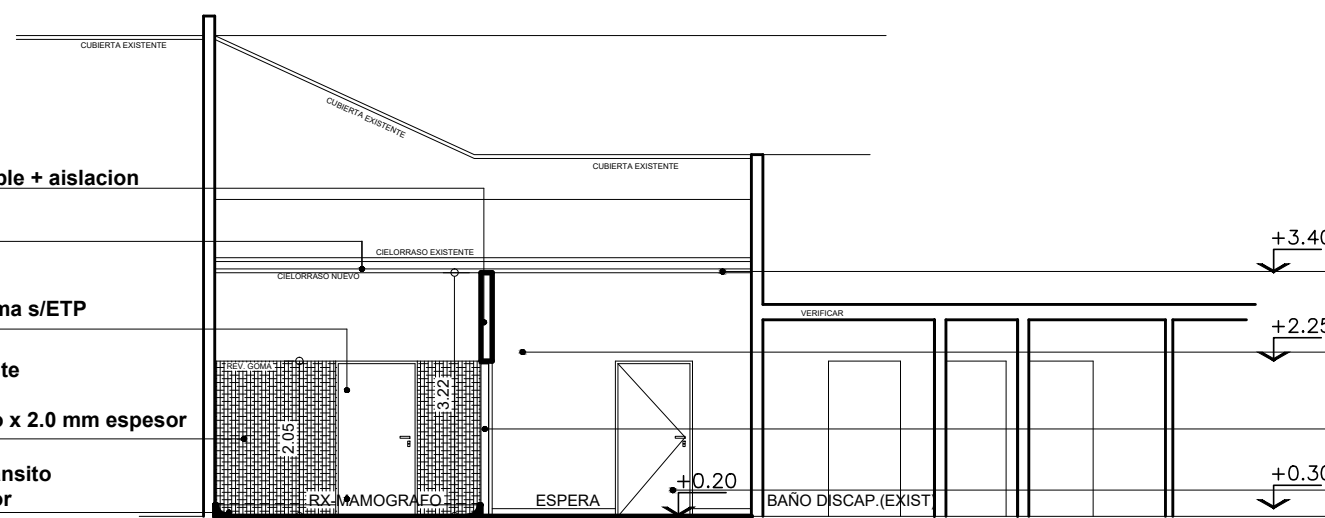 CUBIERTA EXISTENTE
CUBIERTA EXISTENTE
CUBIERTA EXISTENTE
ble + aislacion
+3.40
CIELORRASO EXISTENTE
CIELORRASO NUEVO
ma s/ETP
VERIFICAR
+2.25
te
REV. GOMA
3.22
o x 2.0 mm espesor
2.05
nsito
+0.30
+0.20
or
RX-MAMOGRAFO
ESPERA
BAÑO DISCAP.(EXIST)